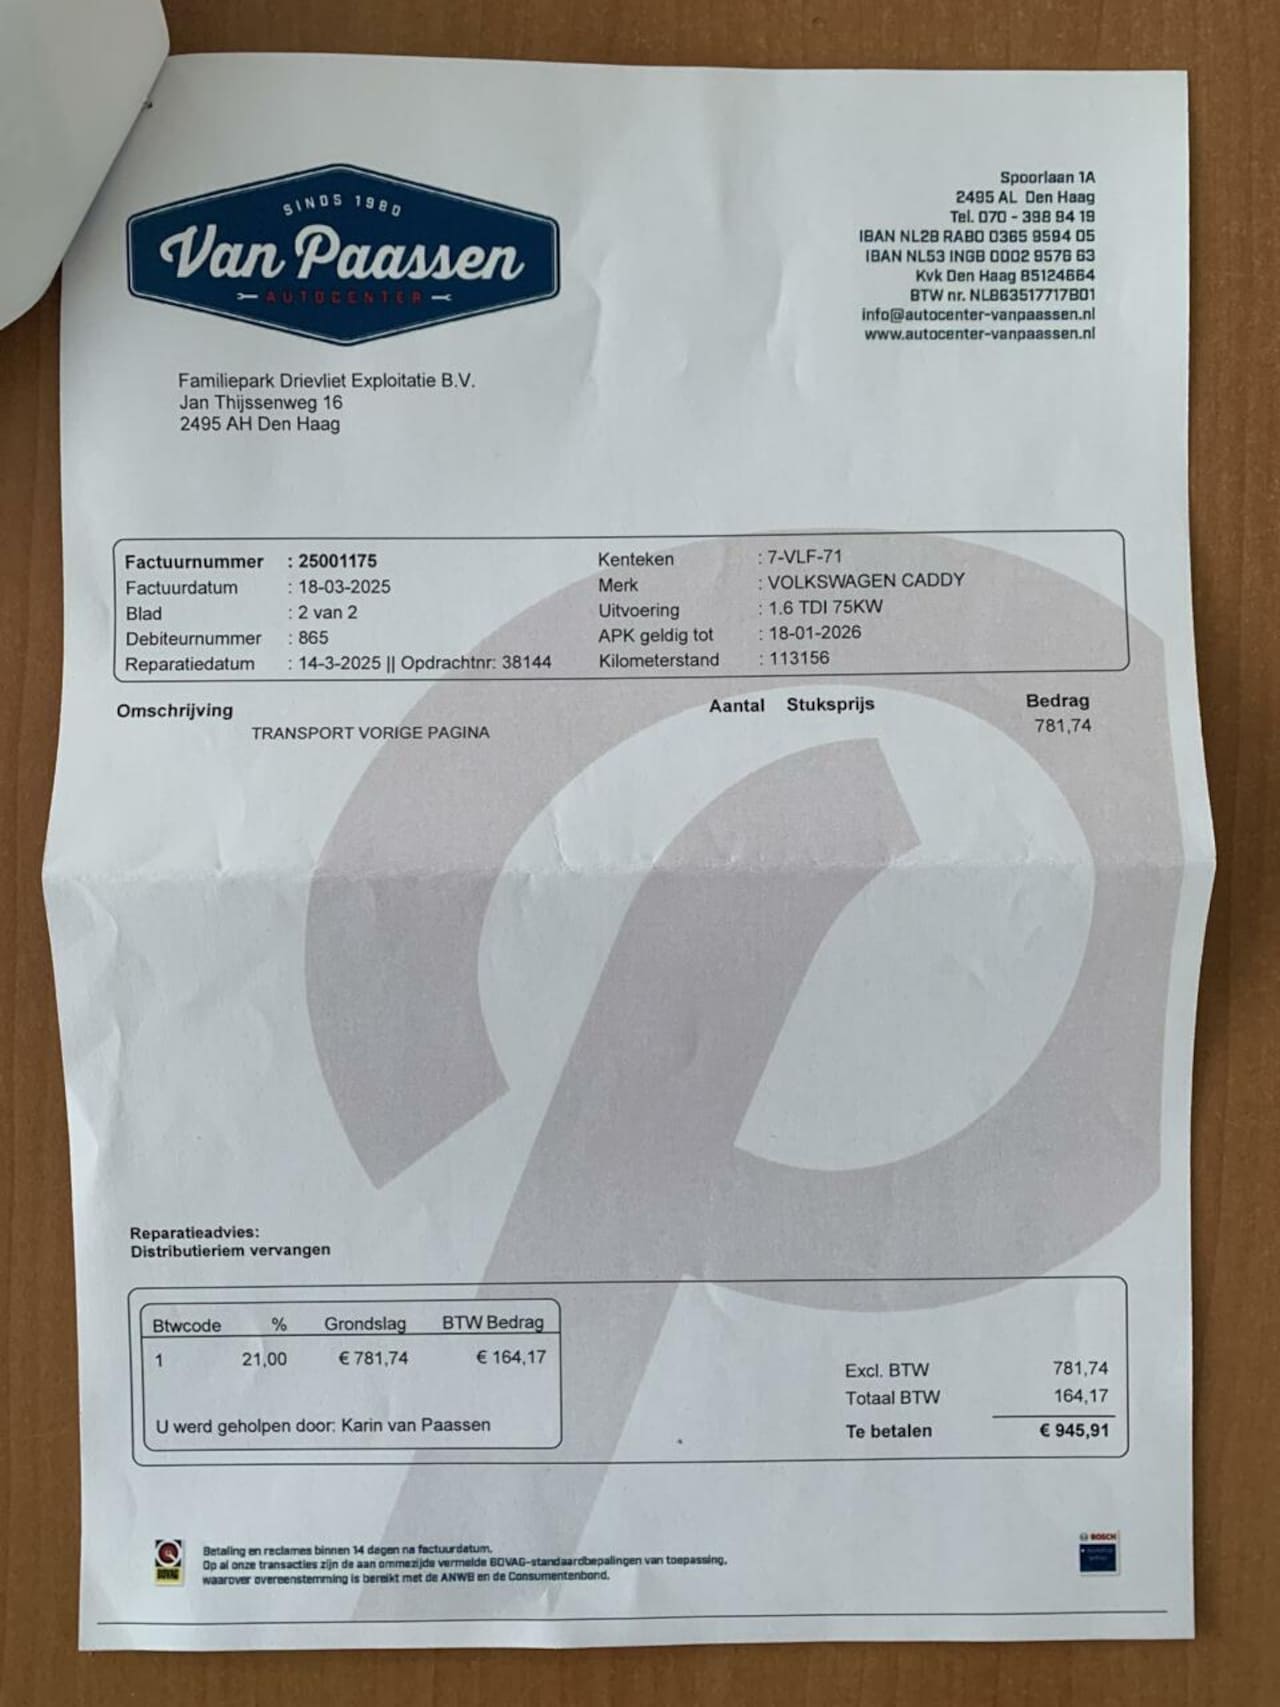 SINDS 1980
Van Paassen
AUTOCENTER
Spoorlaan 1A
2495 AL Den Haag
Tel. 070 - 398 94 19
IBAN NL28 RABO 0365 9594 05
IBAN NL53 INGB 0002 9576 63
Kvk Den Haag 85124664
BTW nr. NL863517717B01
info@autocenter-vanpaassen.nl
www.autocenter-vanpaassen.nl
Familiepark Drievliet Exploitatie B.V.
Jan Thijssenweg 16
2495 AH Den Haag
Factuurnummer : 25001175 Kenteken : 7-VLF-71
Factuurdatum : 18-03-2025 Merk : VOLKSWAGEN CADDY
Blad : 2 van 2 Uitvoering : 1.6 TDI 75KW
Debiteurnummer : 865 APK geldig tot : 18-01-2026
Reparatiedatum : 14-3-2025 || Opdrachtnr: 38144 Kilometerstand : 113156
Omschrijving Aantal Stuksprijs Bedrag
TRANSPORT VORIGE PAGINA 781,74
Reparatieadvies:
Distributieriem vervangen
Btwcode % Grondslag BTW Bedrag
1 21,00 € 781,74 € 164,17
Excl. BTW 781,74
Totaal BTW 164,17
U werd geholpen door: Karin van Paassen
Te betalen € 945,91
Betaling en reclames binnen 14 dagen na factuurdatum.
Op al onze transacties zijn de aan ommezijde vermelde BOVAG-standaardbepalingen van toepassing,
waarover overeenstemming is bereikt met de ANWB en de Consumentenbond.
BOVAG
BOSCH